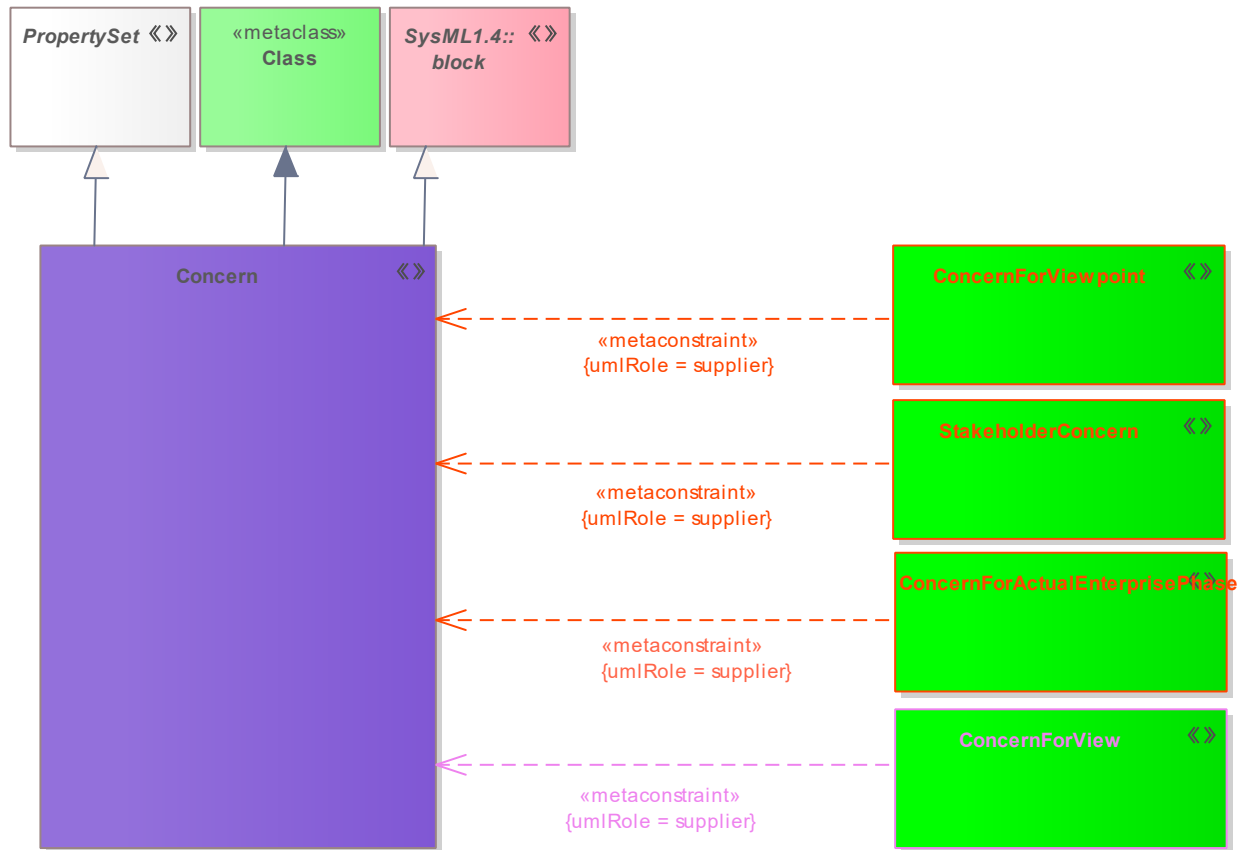 PropertySet «»
«metaclass»
Class
SysML1.4:: «»
block
Concern «»
ConcernForViewpoint «»
«metaconstraint»
{umlRole = supplier}
StakeholderConcern «»
«metaconstraint»
{umlRole = supplier}
ConcernForActualEnterprisePhase «»
«metaconstraint»
{umlRole = supplier}
ConcernForView «»
«metaconstraint»
{umlRole = supplier}